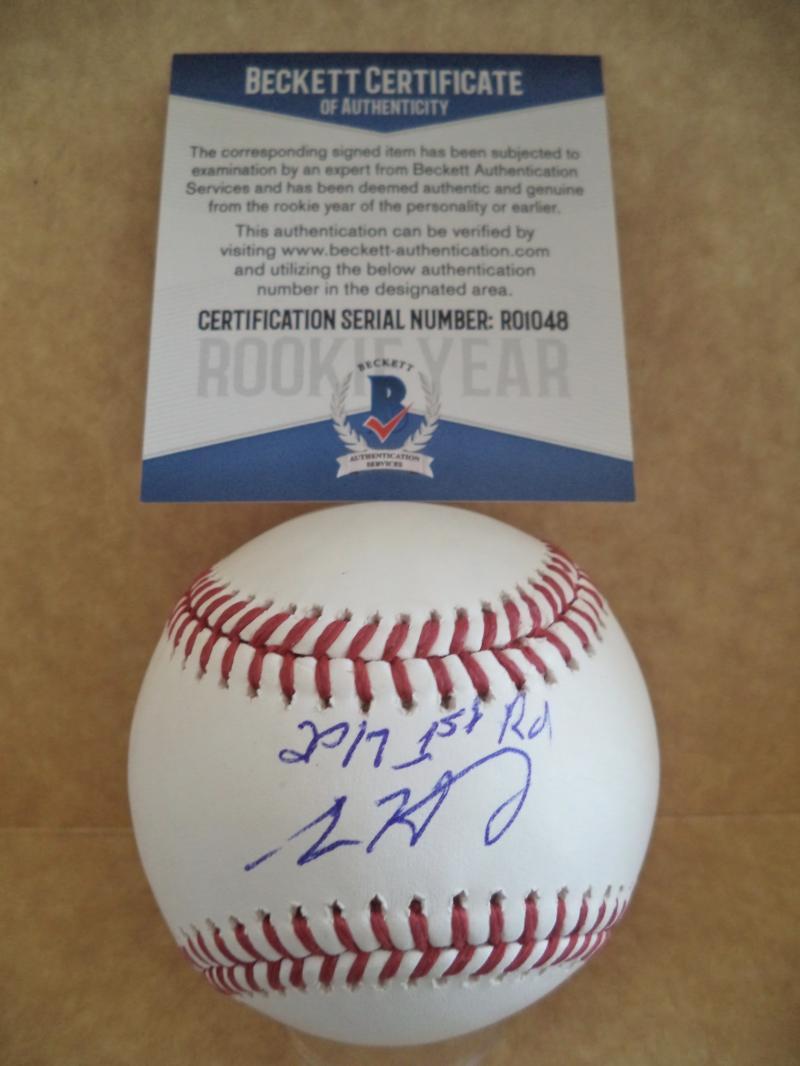 BECKETT CERTIFICATE
OF AUTHENTICITY
The corresponding signed item has been subjected to
examination by an expert from Beckett Authentication
Services and has been deemed authentic and genuine
from the rookie year of the personality or earlier.
This authentication can be verified by
visiting www.beckett-authentication.com
and utilizing the below authentication
number in the designated area.
CERTIFICATION SERIAL NUMBER: R01048
ROOKIE YEAR
BECKETT
B
AUTHENTICATION
SERVICES
2017 1st Rd